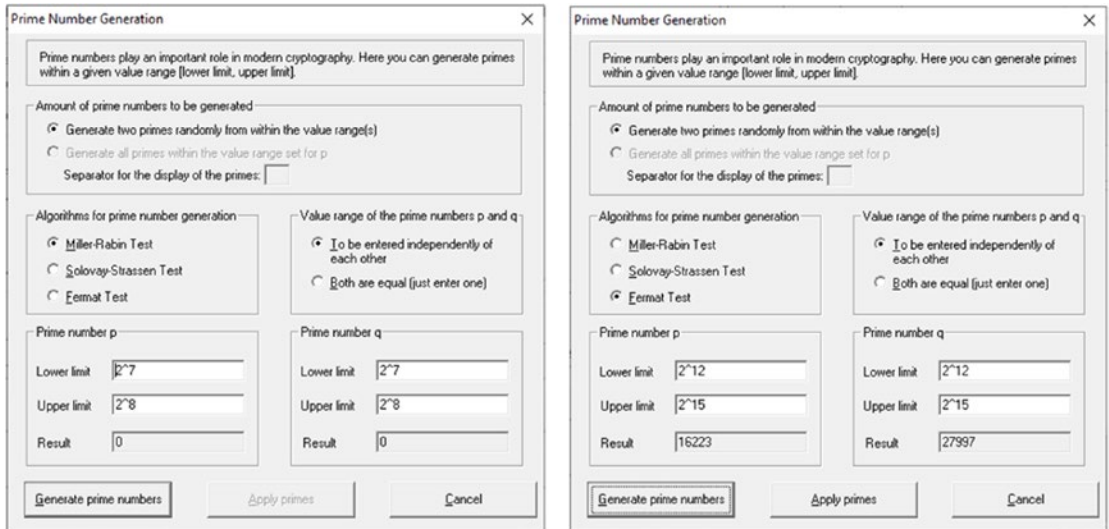 Prime Number Generation
Prime numbers play an important role in modern cryptography. Here you can generate primes
within a given value range [lower limit, upper limit].
Amount of prime numbers to be generated
Generate two primes randomly from within the value range(s)
Generate all primes within the value range set for p
Separator for the display of the primes:
Algorithms for prime number generation
Miller-Rabin Test
Solovay-Strassen Test
Fermat Test
Value range of the prime numbers p and q
To be entered independently of
each other
Both are equal (just enter one)
Prime number p
Lower limit 2^7
Upper limit 2^8
Result 0
Prime number q
Lower limit 2^7
Upper limit 2^8
Result 0
Generate prime numbers
Apply primes
Cancel
Prime Number Generation
Prime numbers play an important role in modern cryptography. Here you can generate primes
within a given value range [lower limit, upper limit].
Amount of prime numbers to be generated
Generate two primes randomly from within the value range(s)
Generate all primes within the value range set for p
Separator for the display of the primes:
Algorithms for prime number generation
Miller-Rabin Test
Solovay-Strassen Test
Fermat Test
Value range of the prime numbers p and q
To be entered independently of
each other
Both are equal (just enter one)
Prime number p
Lower limit 2^12
Upper limit 2^15
Result 16223
Prime number q
Lower limit 2^12
Upper limit 2^15
Result 27997
Generate prime numbers
Apply primes
Cancel